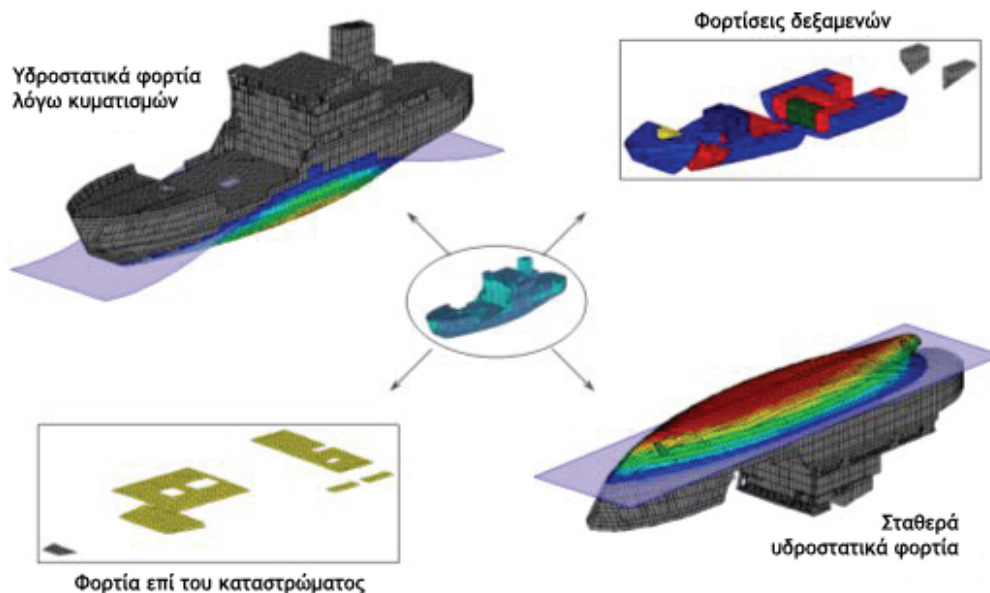 Φορτίσεις δεξαμενών
Υδροστατικά φορτία
λόγω κυματισμών
Σταθερά
υδροστατικά φορτία
Φορτία επί του καταστρώματος